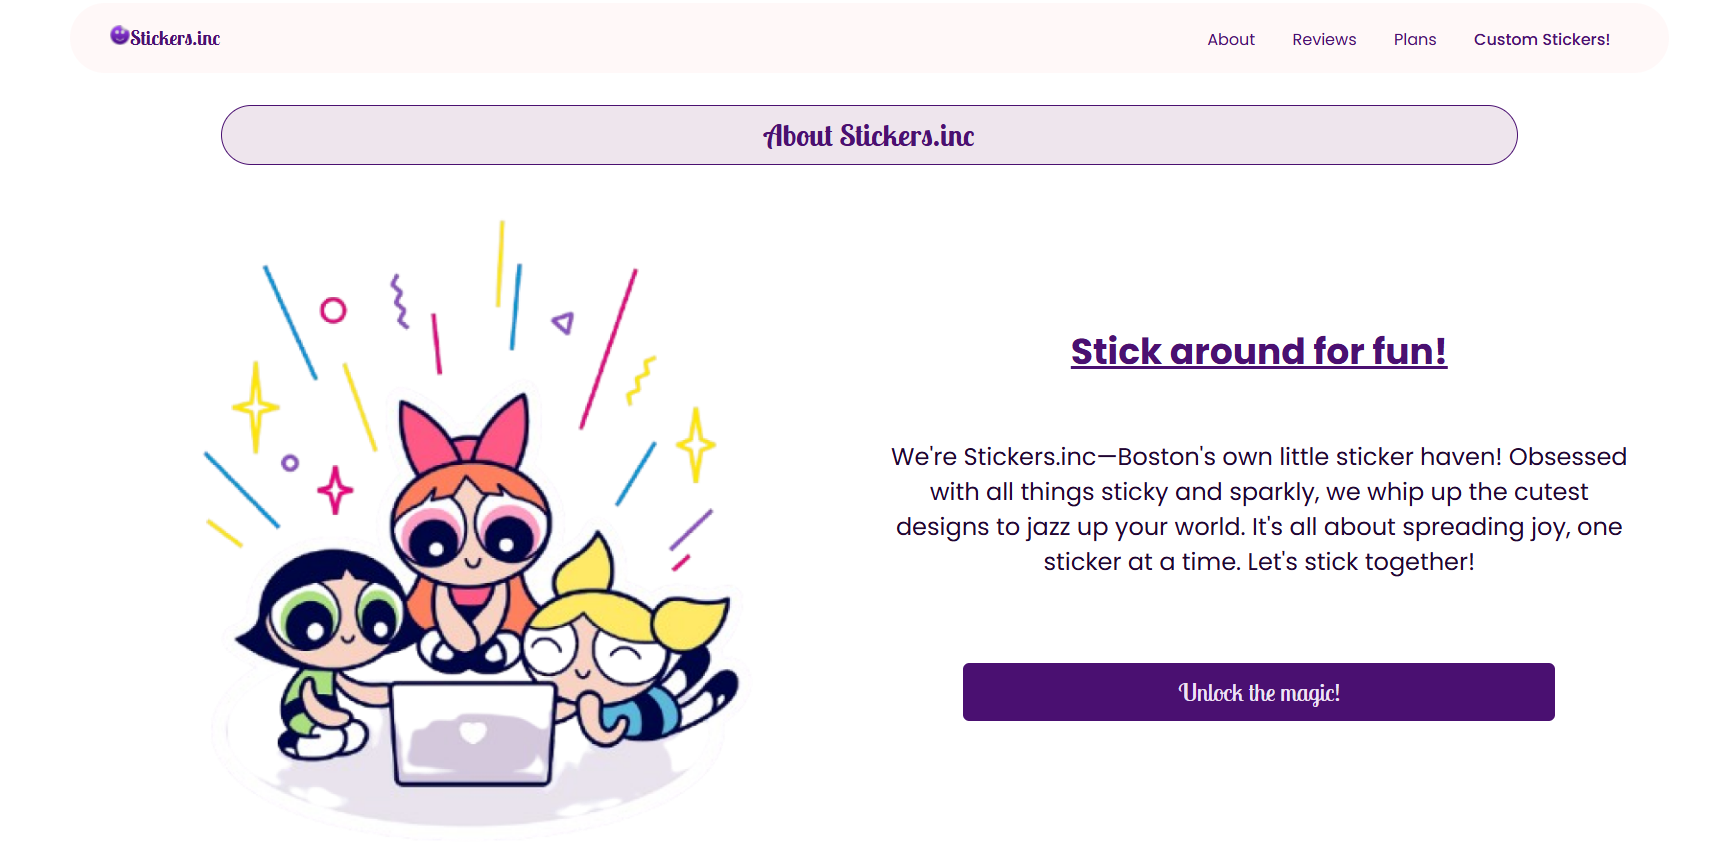 Stickers.inc
About Reviews Plans Custom Stickers!
About Stickers.inc
Stick around for fun!
We're Stickers.inc—Boston's own little sticker haven! Obsessed
with all things sticky and sparkly, we whip up the cutest
designs to jazz up your world. It's all about spreading joy, one
sticker at a time. Let's stick together!
Unlock the magic!